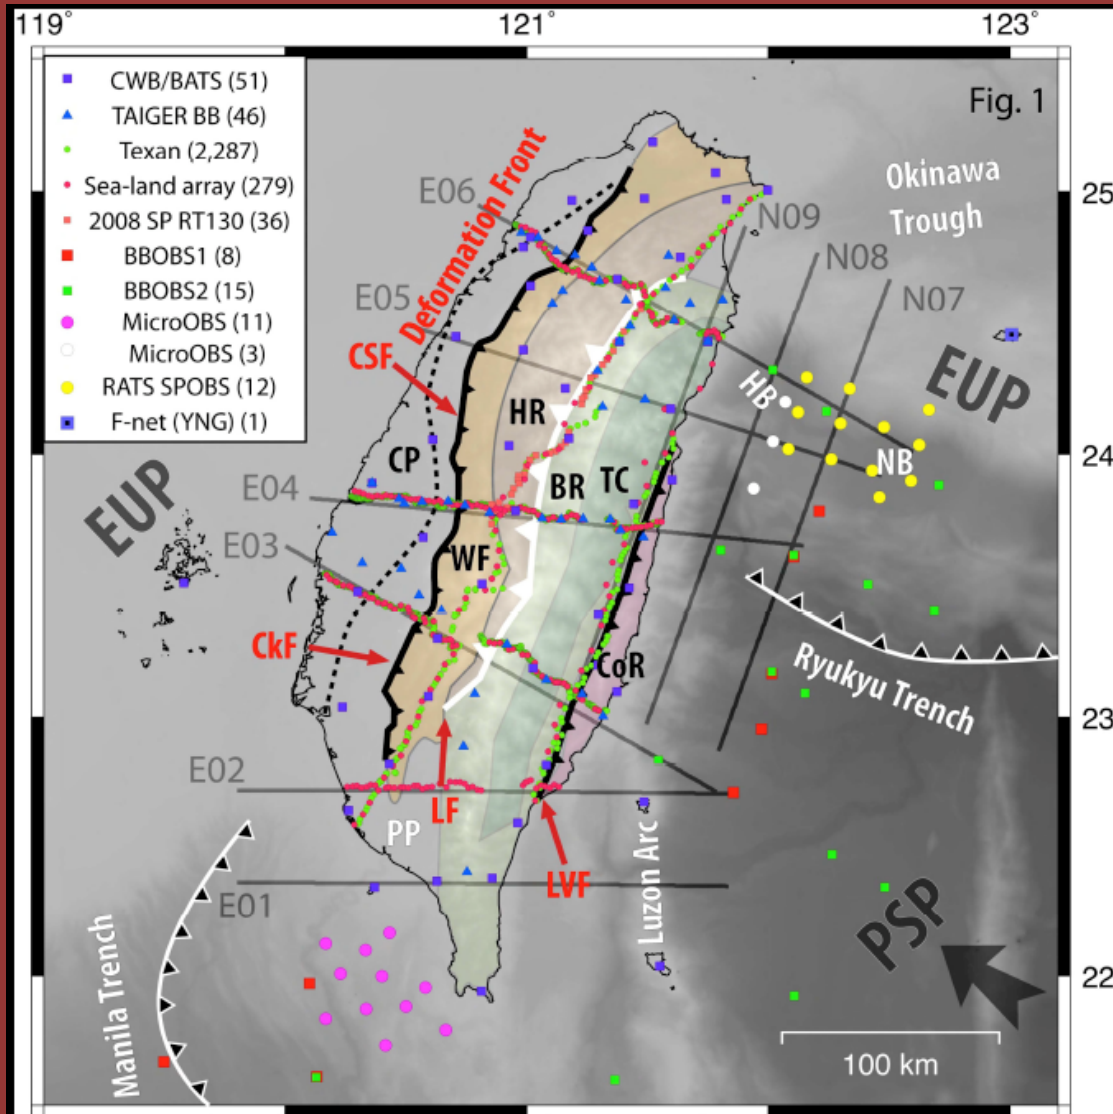 119°
121°
123°
CWB/BATS (51)
TAIGER BB (46)
Texan (2,287)
Sea-land array (279)
2008 SP RT130 (36)
BBOBS1 (8)
BBOBS2 (15)
MicroOBS (11)
MicroOBS (3)
RATS SPOBS (12)
F-net (YNG) (1)
Fig. 1
Deformation Front
Okinawa
Trough
25
E06
N09
N08
N07
E05
CSF
HB
EUP
HR
CP
NB
24
BR
TC
E04
EUP
E03
WF
CkF
CoR
Ryukyu Trench
23
E02
LF
PP
LVF
Luzon Arc
E01
PSP
Manila Trench
22
100 km